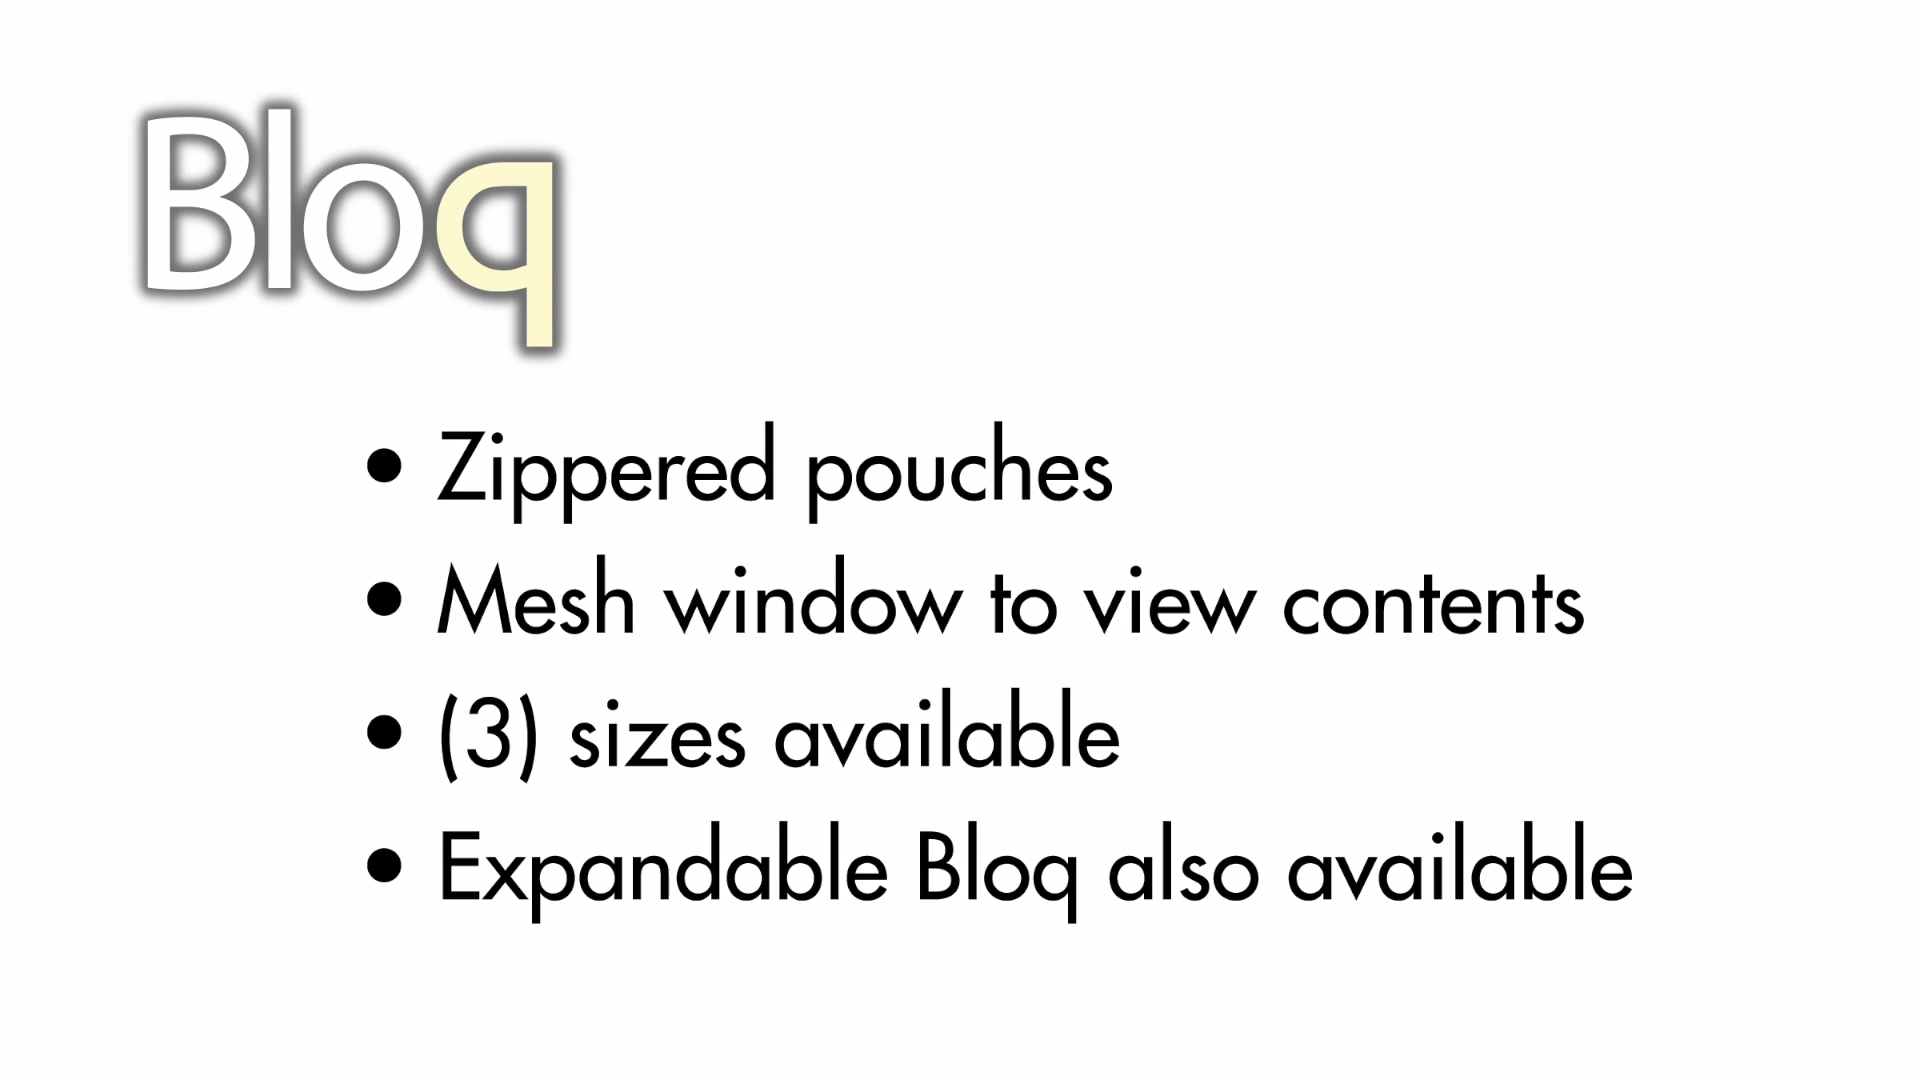 Bloq
• Zippered pouches
• Mesh window to view contents
• (3) sizes available
• Expandable Bloq also available